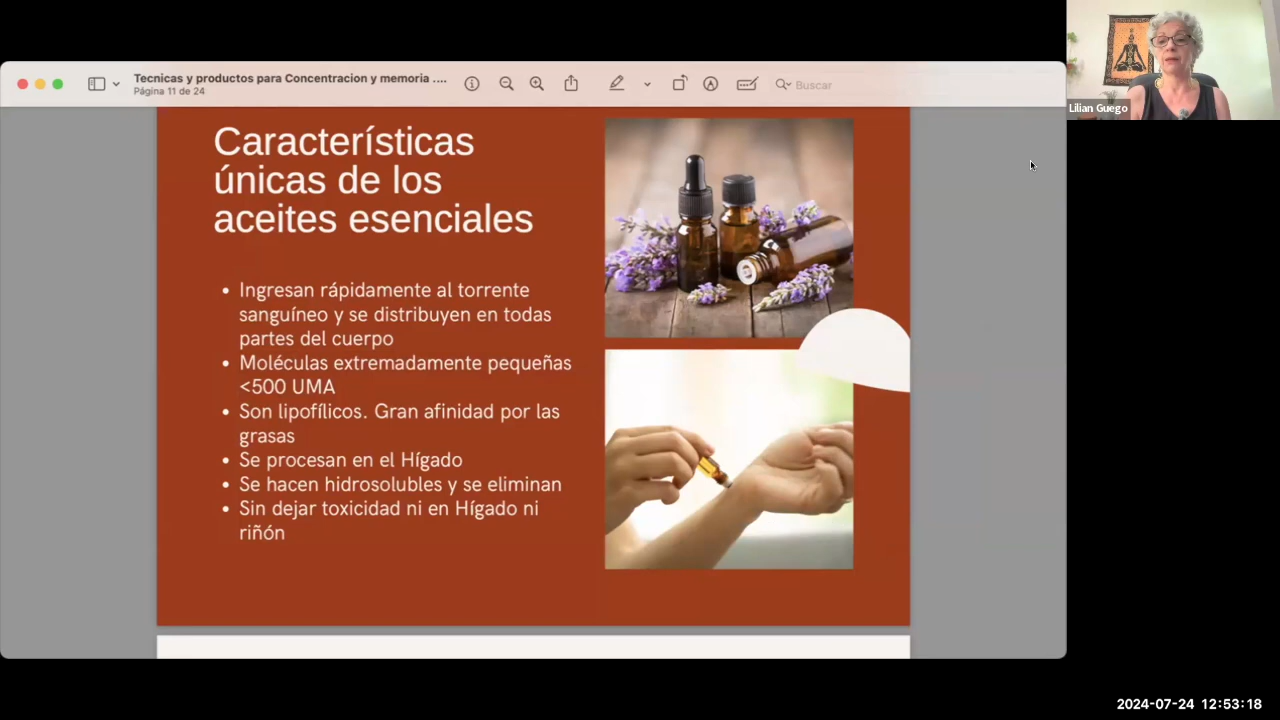 Tecnicas y productos para Concentracion y memoria ....
Página 11 de 24
Buscar
Lilian Guego
Características
únicas de los
aceites esenciales
• Ingresan rápidamente al torrente
sanguíneo y se distribuyen en todas
partes del cuerpo
• Moléculas extremadamente pequeñas
<500 UMA
• Son lipofílicos. Gran afinidad por las
grasas
• Se procesan en el Hígado
• Se hacen hidrosolubles y se eliminan
• Sin dejar toxicidad ni en Hígado ni
riñón
2024-07-24 12:53:18